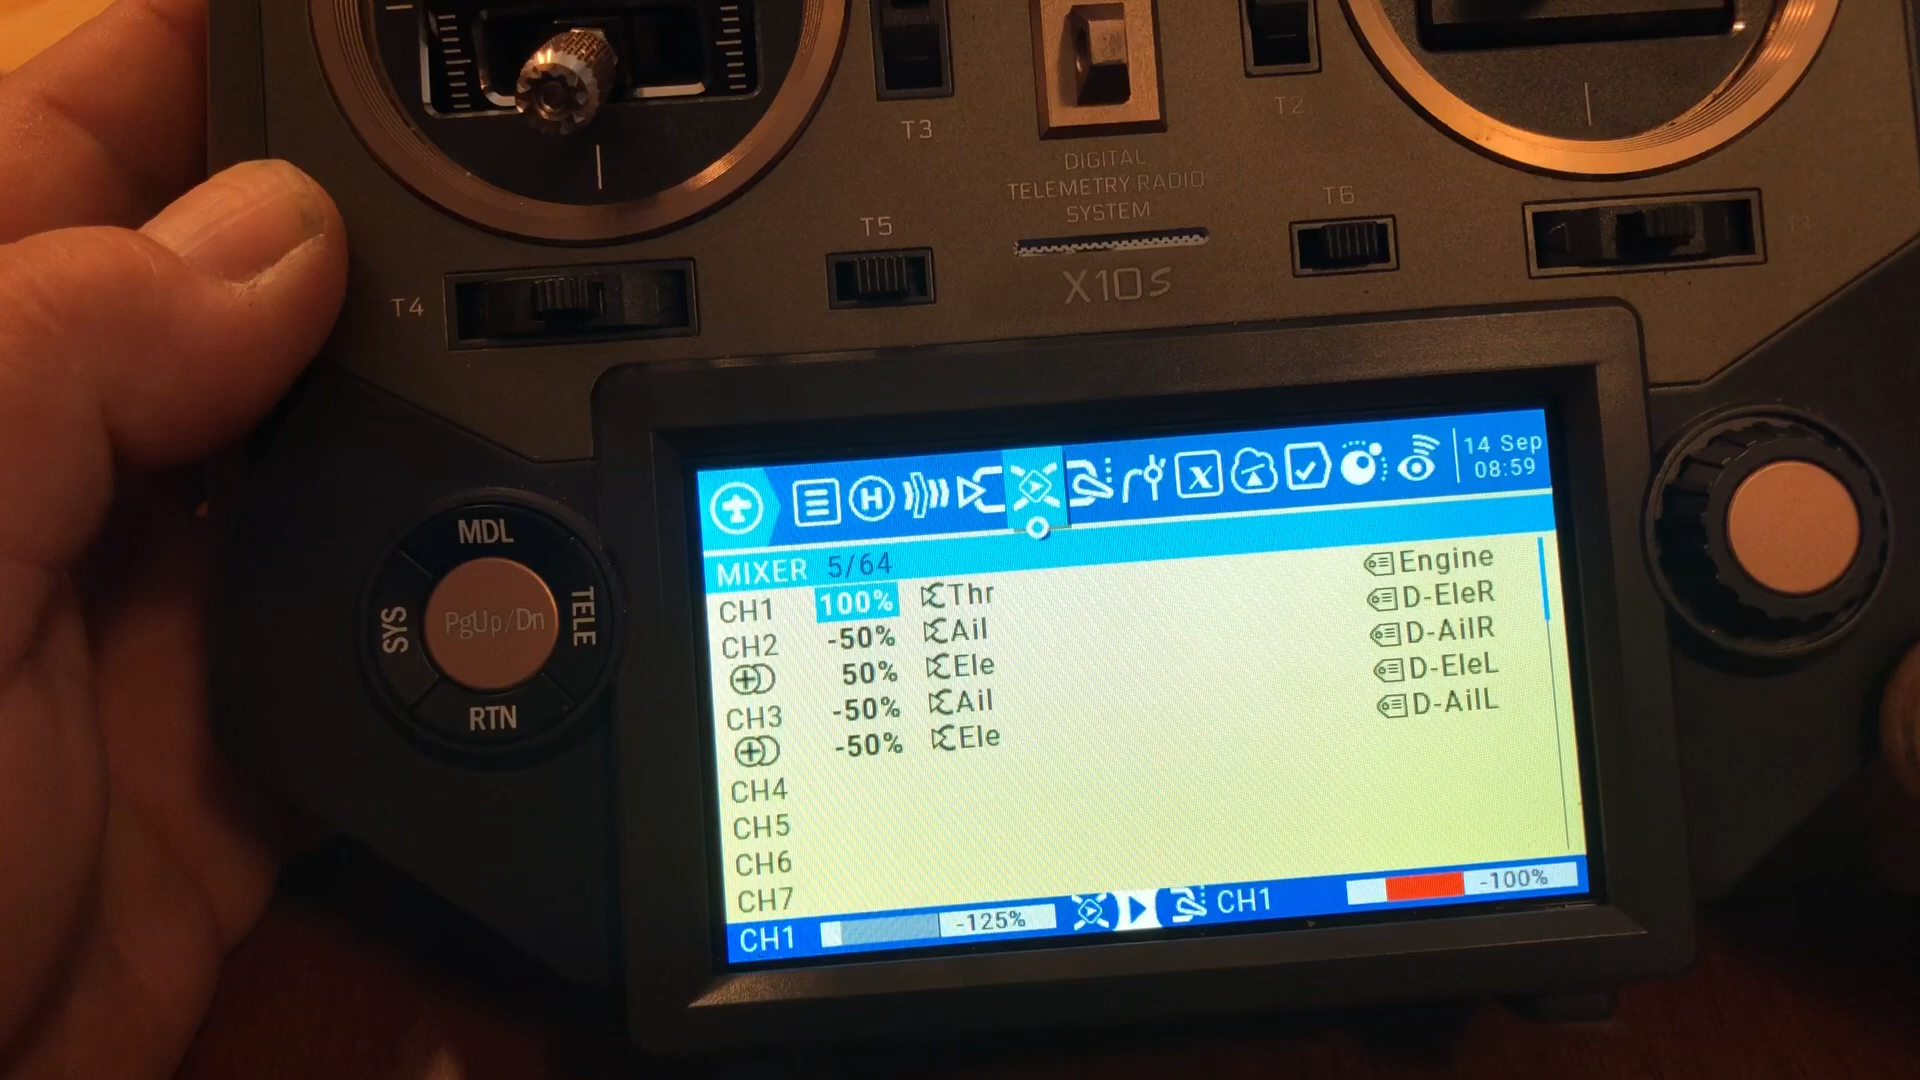 T3
T2
DIGITAL
TELEMETRY RADIO
SYSTEM
T5
T6
X10S
T4
MDL
SYS
PgUp/Dn
TELE
RTN
14 Sep
08:59
MIXER 5/64
CH1 100% Thr Engine
CH2 -50% Ail D-EleR
50% Ele D-AilR
CH3 -50% Ail D-EleL
-50% Ele D-AilL
CH4
CH5
CH6
CH7
CH1 -125% CH1 -100%